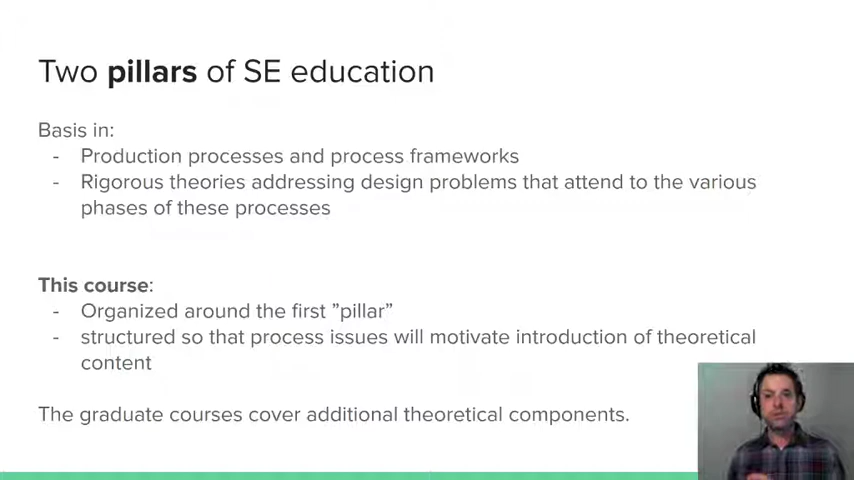 Two pillars of SE education
Basis in:
- Production processes and process frameworks
- Rigorous theories addressing design problems that attend to the various
phases of these processes
This course:
- Organized around the first ”pillar”
- structured so that process issues will motivate introduction of theoretical
content
The graduate courses cover additional theoretical components.